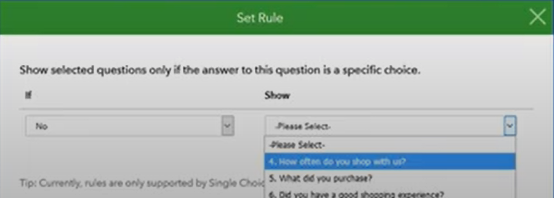 Set Rule
Show selected questions only if the answer to this question is a specific choice.
If Show
No -Please Select-
-Please Select-
4. How often do you shop with us?
5. What did you purchase?
Tip: Currently, rules are only supported by Single Choic
6. Did you have a good shopping experience?